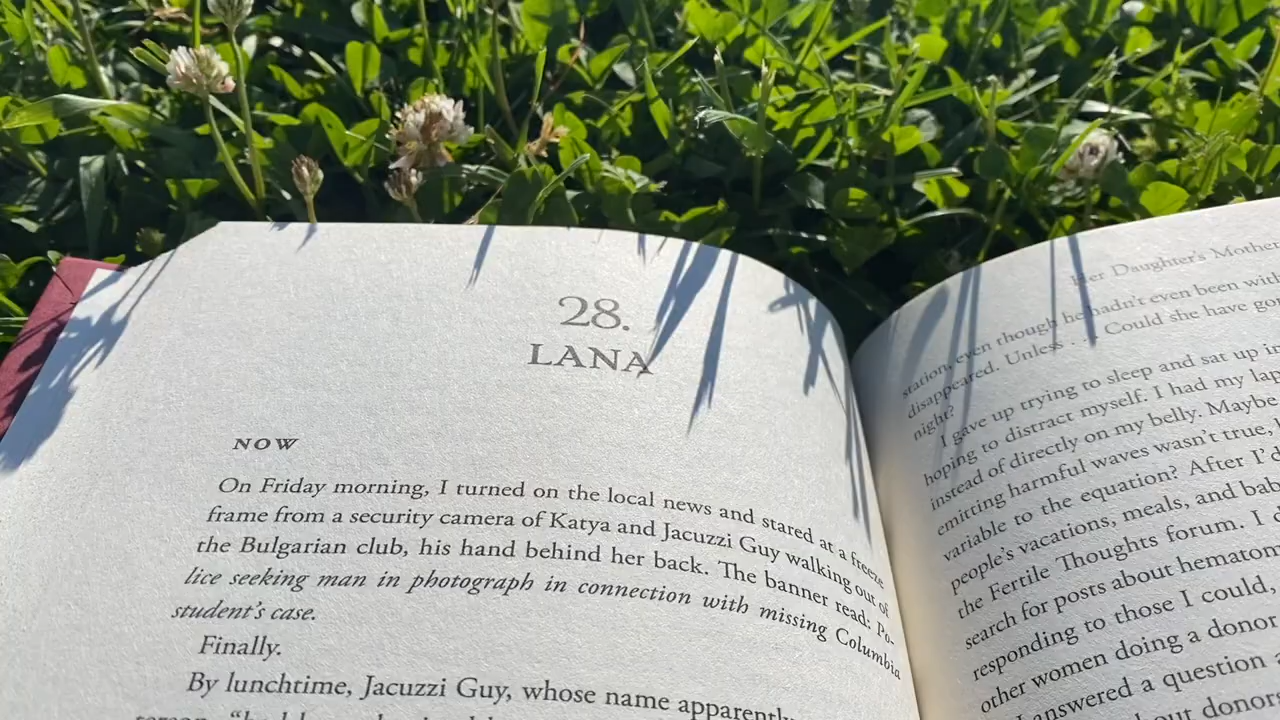 28.
LANA
NOW
On Friday morning, I turned on the local news and stared at a freeze
frame from a security camera of Katya and Jacuzzi Guy walking out of
the Bulgarian club, his hand behind her back. The banner read: Po-
lice seeking man in photograph in connection with missing Columbia
student's case.
Finally.
By lunchtime, Jacuzzi Guy, whose name apparently
Her Daughter's Mother
station, even though he hadn't even been with
disappeared. Unless . . . Could she have go
night?
I gave up trying to sleep and sat up in
hoping to distract myself. I had my lap
instead of directly on my belly. Maybe
emitting harmful waves wasn't true,
variable to the equation? After I'd
people's vacations, meals, and bab
the Fertile Thoughts forum. I d
search for posts about hematom
responding to those I could,
other women doing a donor
I answered a question a
about donors